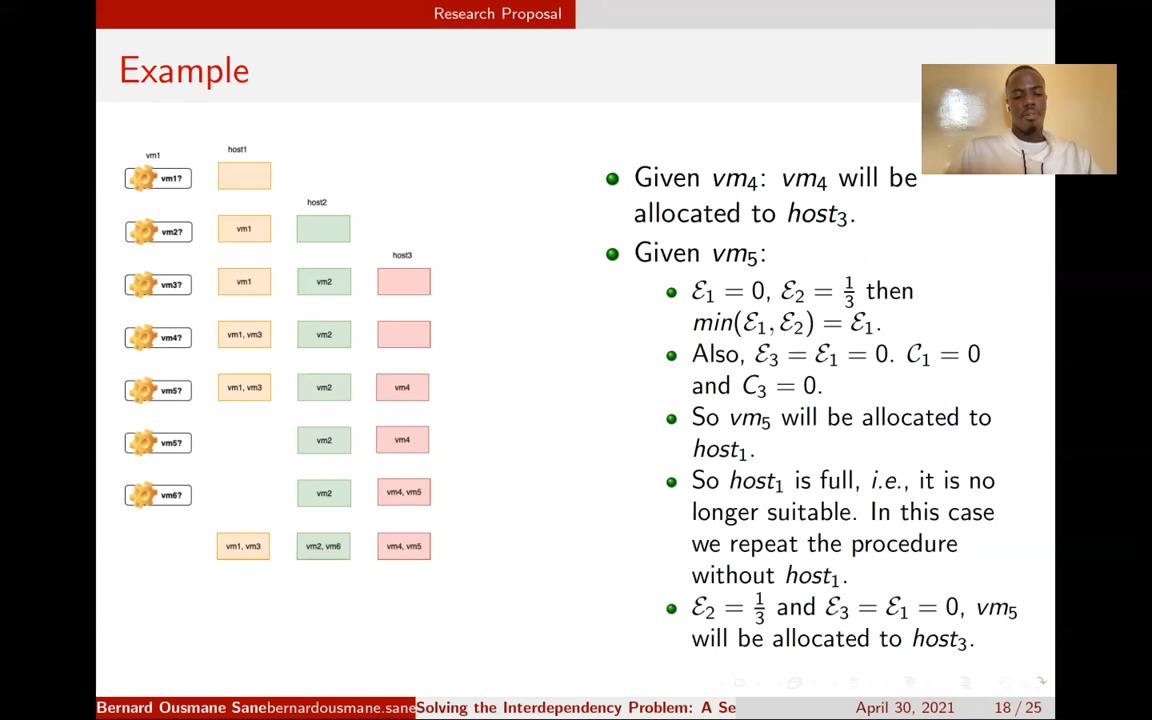 Research Proposal
Example
host1
vm1
vm1?
host2
vm2?
vm1
host3
vm3?
vm1
vm2
vm4?
vm1, vm3
vm2
vm5?
vm1, vm3
vm2
vm4
vm5?
vm2
vm4
vm6?
vm2
vm4, vm5
vm1, vm3
vm2, vm6
vm4, vm5
Given vm₄: vm₄ will be
allocated to host₃.
Given vm₅:
ℰ₁ = 0, ℰ₂ = 1/3 then
min(ℰ₁, ℰ₂) = ℰ₁.
Also, ℰ₃ = ℰ₁ = 0. 𝒞₁ = 0
and C₃ = 0.
So vm₅ will be allocated to
host₁.
So host₁ is full, i.e., it is no
longer suitable. In this case
we repeat the procedure
without host₁.
ℰ₂ = 1/3 and ℰ₃ = ℰ₁ = 0, vm₅
will be allocated to host₃.
Bernard Ousmane Sanebernardousmane.sane
Solving the Interdependency Problem: A Se
April 30, 2021
18 / 25